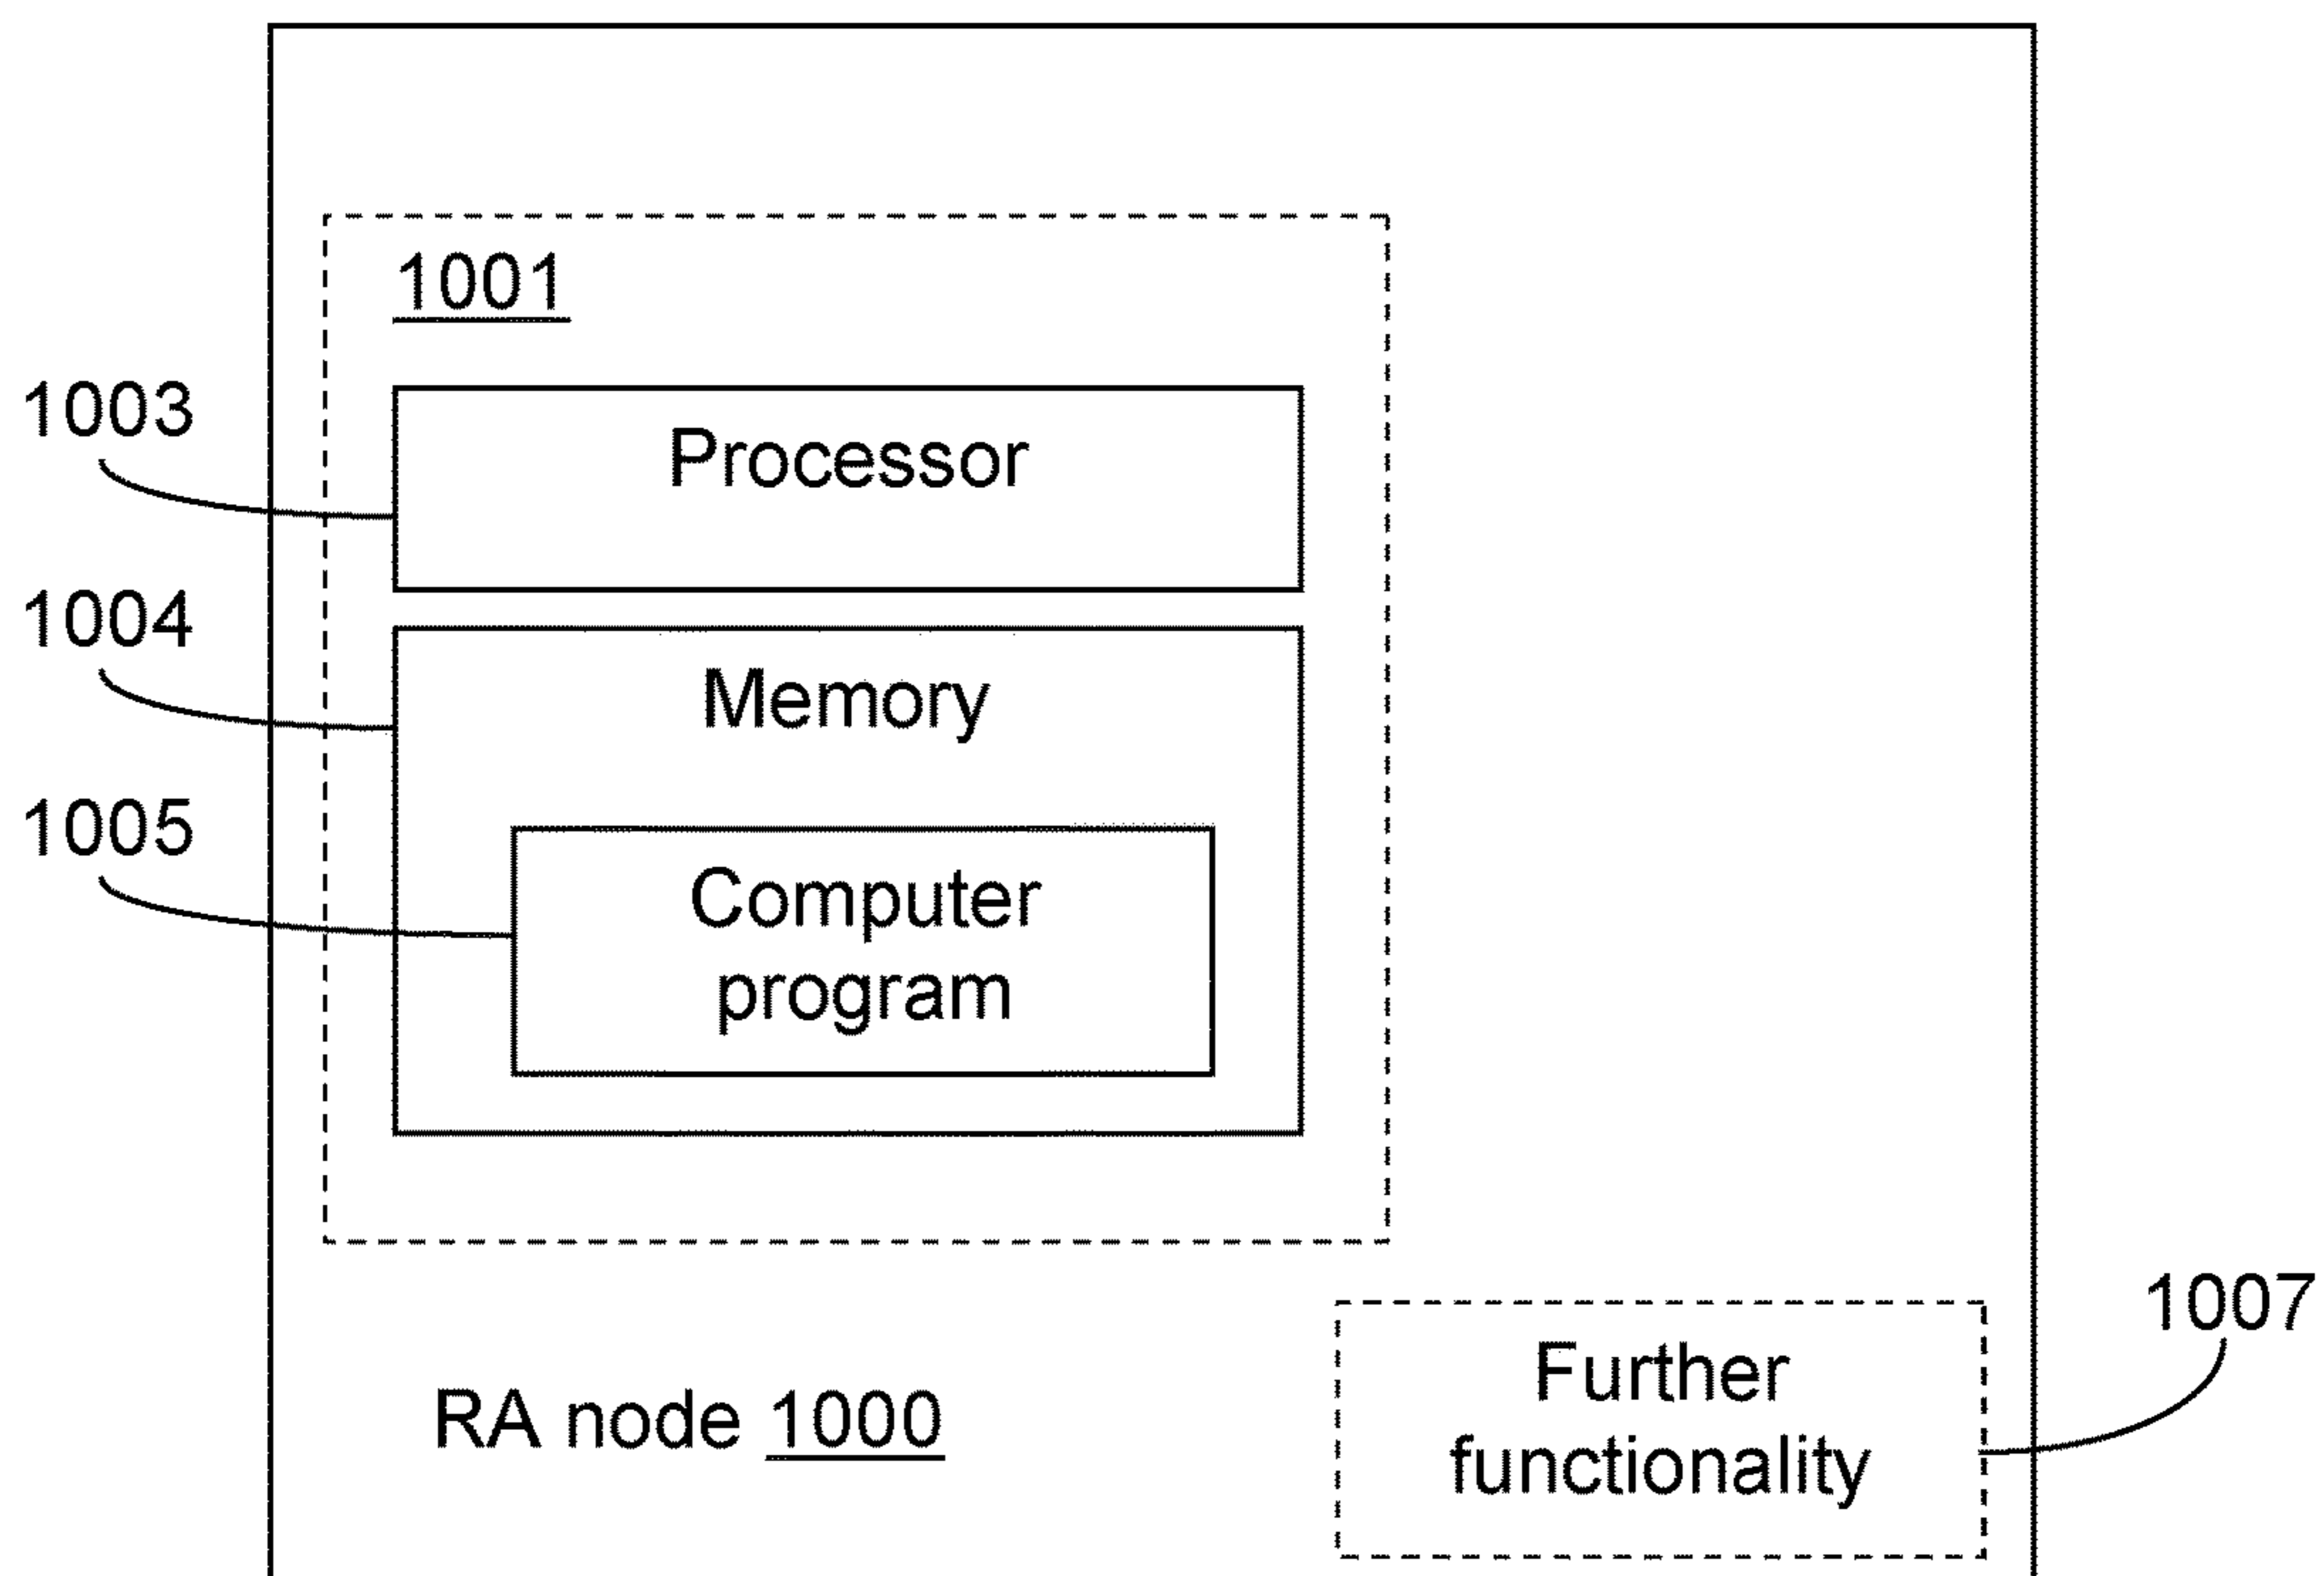 1001
1003
Processor
1004
Memory
1005
Computer
program
1007
Further
functionality
RA node 1000